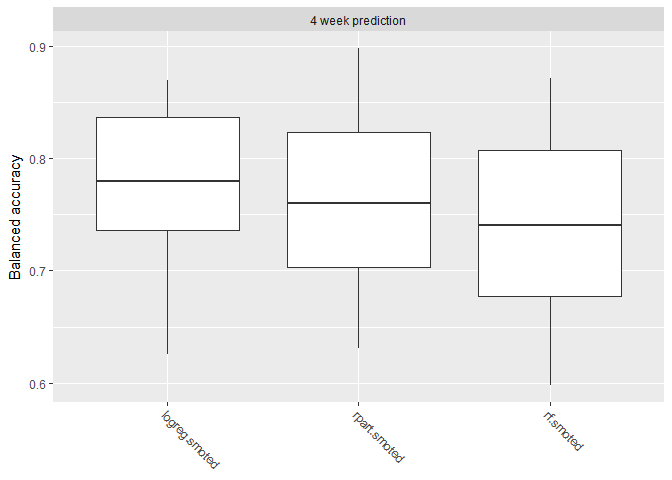 4 week prediction
Balanced accuracy
0.9
0.8
0.7
0.6
logreg.smoted
rpart.smoted
rf.smoted